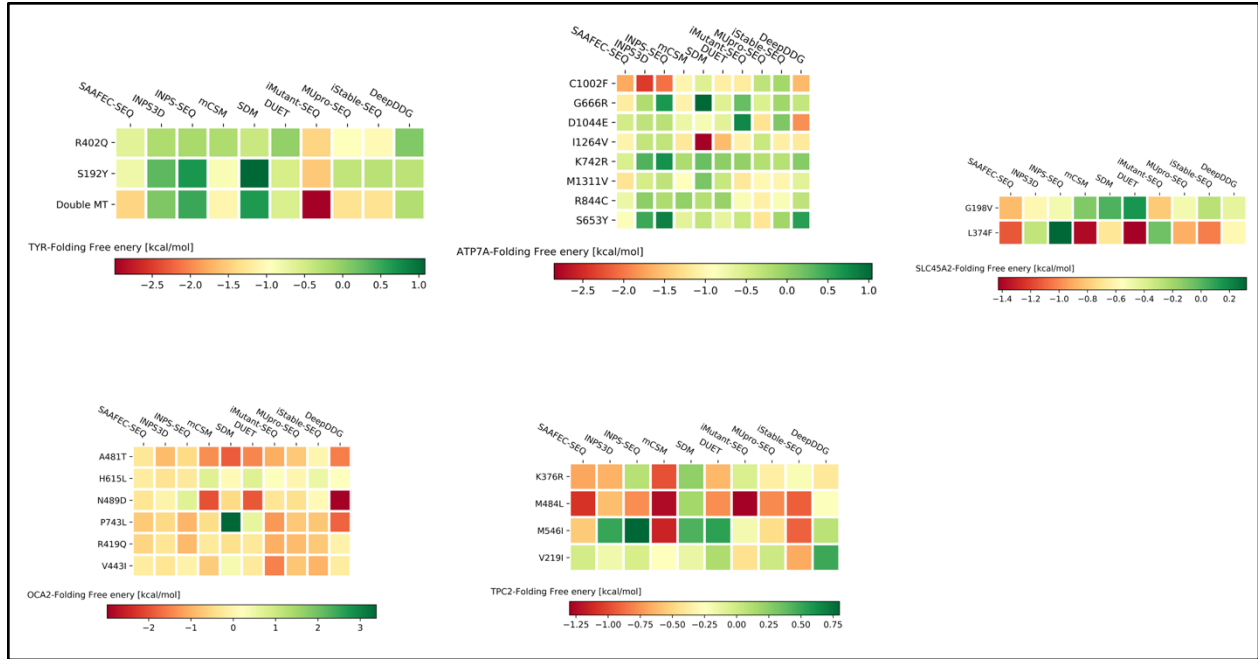 SAAFEC-SEQ INPS3D INPS-SEQ mCSM SDM DUET iMutant-SEQ MUpro-SEQ iStable-SEQ DeepDDG
R402Q
S192Y
Double MT
TYR-Folding Free enery [kcal/mol]
−2.5 −2.0 −1.5 −1.0 −0.5 0.0 0.5 1.0
SAAFEC-SEQ INPS3D INPS-SEQ mCSM SDM DUET iMutant-SEQ MUpro-SEQ iStable-SEQ DeepDDG
C1002F
G666R
D1044E
I1264V
K742R
M1311V
R844C
S653Y
ATP7A-Folding Free enery [kcal/mol]
−2.5 −2.0 −1.5 −1.0 −0.5 0.0 0.5 1.0
SAAFEC-SEQ INPS3D INPS-SEQ mCSM SDM DUET iMutant-SEQ MUpro-SEQ iStable-SEQ DeepDDG
G198V
L374F
SLC45A2-Folding Free enery [kcal/mol]
−1.4 −1.2 −1.0 −0.8 −0.6 −0.4 −0.2 0.0 0.2
SAAFEC-SEQ INPS3D INPS-SEQ mCSM SDM DUET iMutant-SEQ MUpro-SEQ iStable-SEQ DeepDDG
A481T
H615L
N489D
P743L
R419Q
V443I
OCA2-Folding Free enery [kcal/mol]
−2 −1 0 1 2 3
SAAFEC-SEQ INPS3D INPS-SEQ mCSM SDM DUET iMutant-SEQ MUpro-SEQ iStable-SEQ DeepDDG
K376R
M484L
M546I
V219I
TPC2-Folding Free enery [kcal/mol]
−1.25 −1.00 −0.75 −0.50 −0.25 0.00 0.25 0.50 0.75